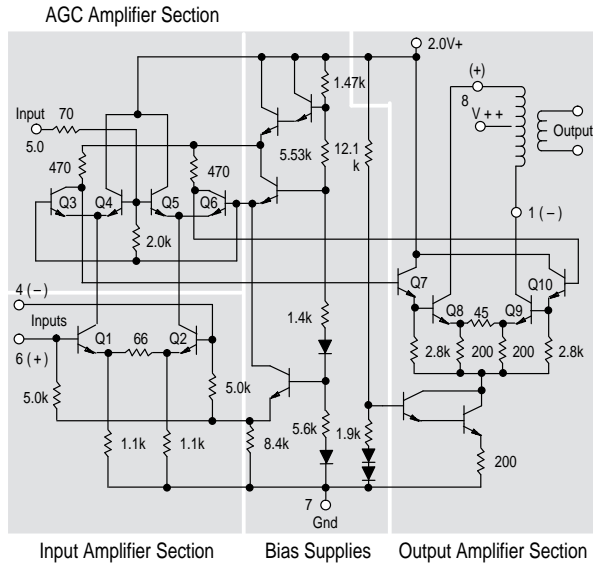 AGC Amplifier Section
2.0V+
(+)
8
V + +
Output
1.47k
Input
70
5.0
470
470
5.53k
12.1
k
Q3
Q4
Q5
Q6
2.0k
1 ( – )
Q7
Q10
4 ( – )
Q8
45
Q9
Inputs
6 (+)
Q1
66
Q2
1.4k
2.8k
200
200
2.8k
5.0k
5.0k
1.1k
1.1k
8.4k
5.6k
1.9k
200
7
Gnd
Input Amplifier Section
Bias Supplies
Output Amplifier Section